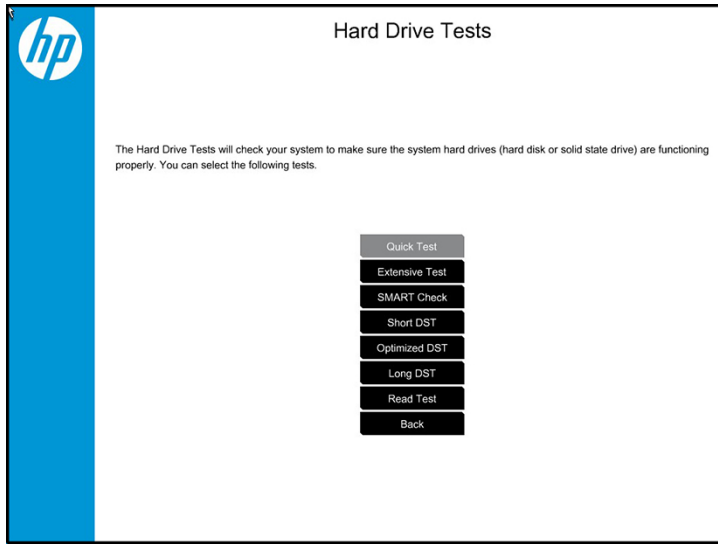 hp
Hard Drive Tests
The Hard Drive Tests will check your system to make sure the system hard drives (hard disk or solid state drive) are functioning
properly. You can select the following tests.
Quick Test
Extensive Test
SMART Check
Short DST
Optimized DST
Long DST
Read Test
Back